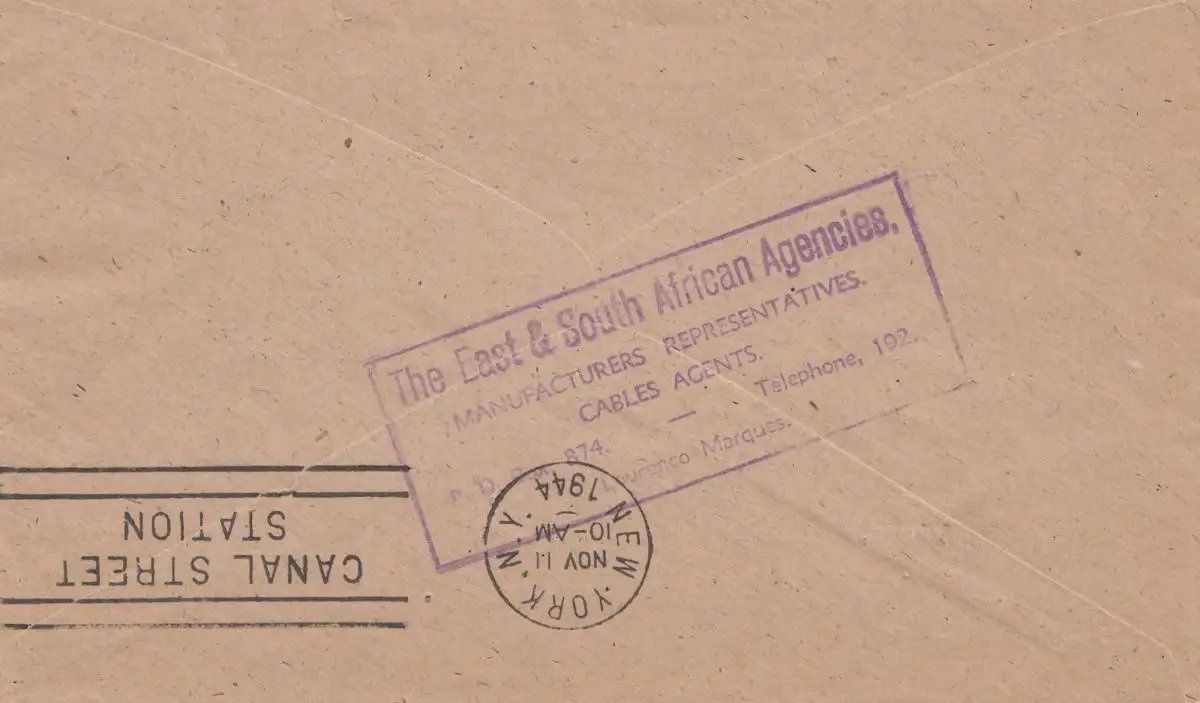 The East & South African Agencies.
MANUFACTURERS REPRESENTATIVES.
CABLES AGENTS.
P. O. Box 874. — Telephone, 192.
Lourenco Marques.
NEW YORK, N.Y.
NOV 11
10-AM
1944
CANAL STREET
STATION